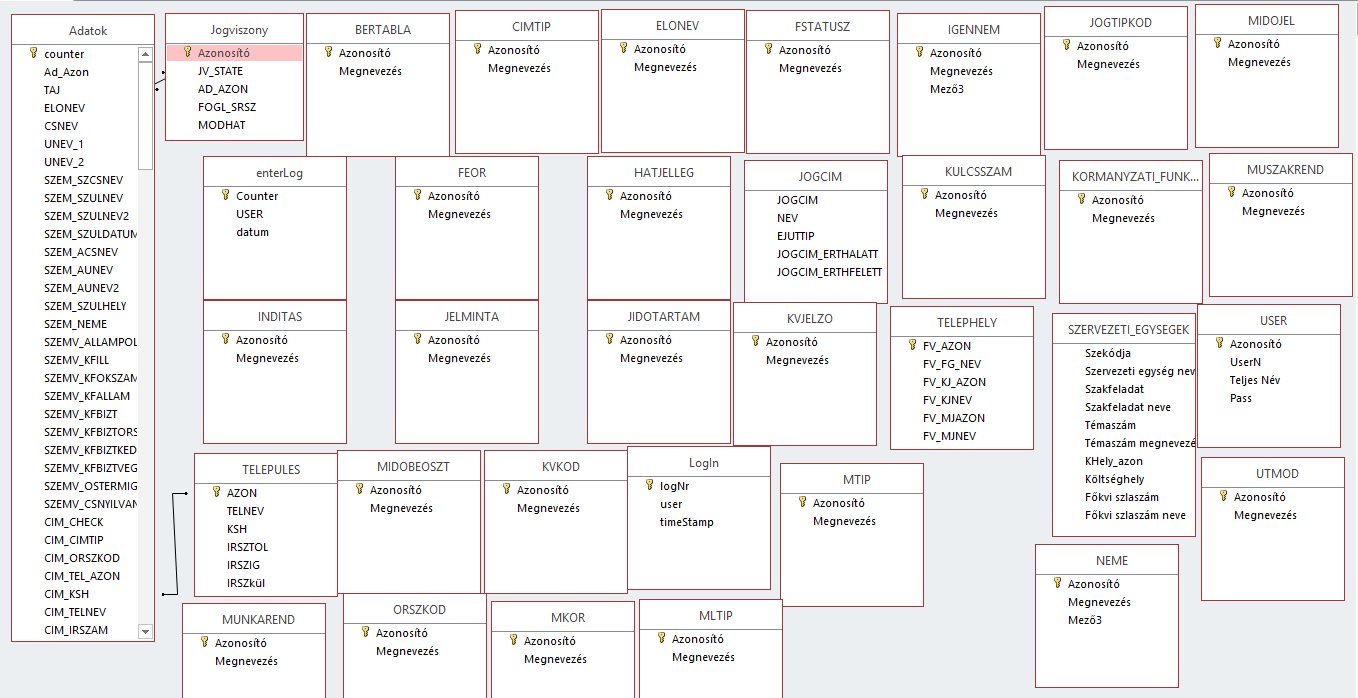 Adatok
counter
Ad_Azon
TAJ
ELONEV
CSNEV
UNEV_1
UNEV_2
SZEM_SZCSNEV
SZEM_SZULNEV
SZEM_SZULNEV2
SZEM_SZULDATUM
SZEM_ACSNEV
SZEM_AUNEV
SZEM_AUNEV2
SZEM_SZULHELY
SZEM_NEME
SZEMV_ALLAMPOL
SZEMV_KFILL
SZEMV_KFOKSZAM
SZEMV_KFALLAM
SZEMV_KFBIZT
SZEMV_KFBIZTORS
SZEMV_KFBIZTKED
SZEMV_KFBIZTVEG
SZEMV_OSTERMIG
SZEMV_CSNYILVAN
CIM_CHECK
CIM_CIMTIP
CIM_ORSZKOD
CIM_TEL_AZON
CIM_KSH
CIM_TELNEV
CIM_IRSZAM
Jogviszony
Azonosító
JV_STATE
AD_AZON
FOGL_SRSZ
MODHAT
BERTABLA
Azonosító
Megnevezés
CIMTIP
Azonosító
Megnevezés
ELONEV
Azonosító
Megnevezés
FSTATUSZ
Azonosító
Megnevezés
IGENNEM
Azonosító
Megnevezés
Mező3
JOGTIPKOD
Azonosító
Megnevezés
MIDOJEL
Azonosító
Megnevezés
enterLog
Counter
USER
datum
FEOR
Azonosító
Megnevezés
HATJELLEG
Azonosító
Megnevezés
JOGCIM
JOGCIM
NEV
EJUTTIP
JOGCIM_ERTHALATT
JOGCIM_ERTHFELETT
KULCSSZAM
Azonosító
Megnevezés
KORMANYZATI_FUNK...
Azonosító
Megnevezés
MUSZAKREND
Azonosító
Megnevezés
INDITAS
Azonosító
Megnevezés
JELMINTA
Azonosító
Megnevezés
JIDOTARTAM
Azonosító
Megnevezés
KVJELZO
Azonosító
Megnevezés
TELEPHELY
FV_AZON
FV_FG_NEV
FV_KJ_AZON
FV_KJNEV
FV_MJAZON
FV_MJNEV
SZERVEZETI_EGYSEGEK
Szekódja
Szervezeti egység nev
Szakfeladat
Szakfeladat neve
Témaszám
Témaszám megnevezé
KHely_azon
Költséghely
Főkvi szlaszám
Főkvi szlaszám neve
USER
Azonosító
UserN
Teljes Név
Pass
TELEPULES
AZON
TELNEV
KSH
IRSZTOL
IRSZIG
IRSZkül
MIDOBEOSZT
Azonosító
Megnevezés
KVKOD
Azonosító
Megnevezés
LogIn
logNr
user
timeStamp
MTIP
Azonosító
Megnevezés
UTMOD
Azonosító
Megnevezés
NEME
Azonosító
Megnevezés
Mező3
MUNKAREND
Azonosító
Megnevezés
ORSZKOD
Azonosító
Megnevezés
MKOR
Azonosító
Megnevezés
MLTIP
Azonosító
Megnevezés